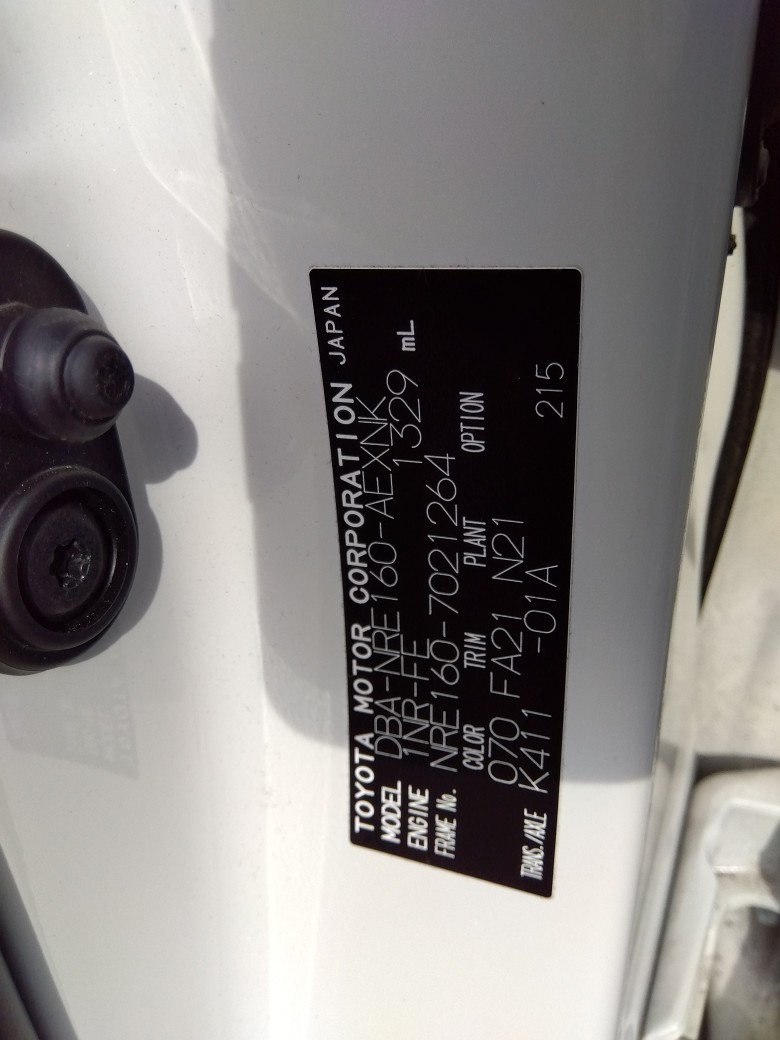 TOYOTA MOTOR CORPORATION JAPAN
MODEL DBA-NRE160-AEXNK
ENGINE 1NR-FE 1329 mL
FRAME No. NRE160-7021264
COLOR TRIM PLANT OPTION
070 FA21 N21
TRANS./AXLE K411 -01A 215